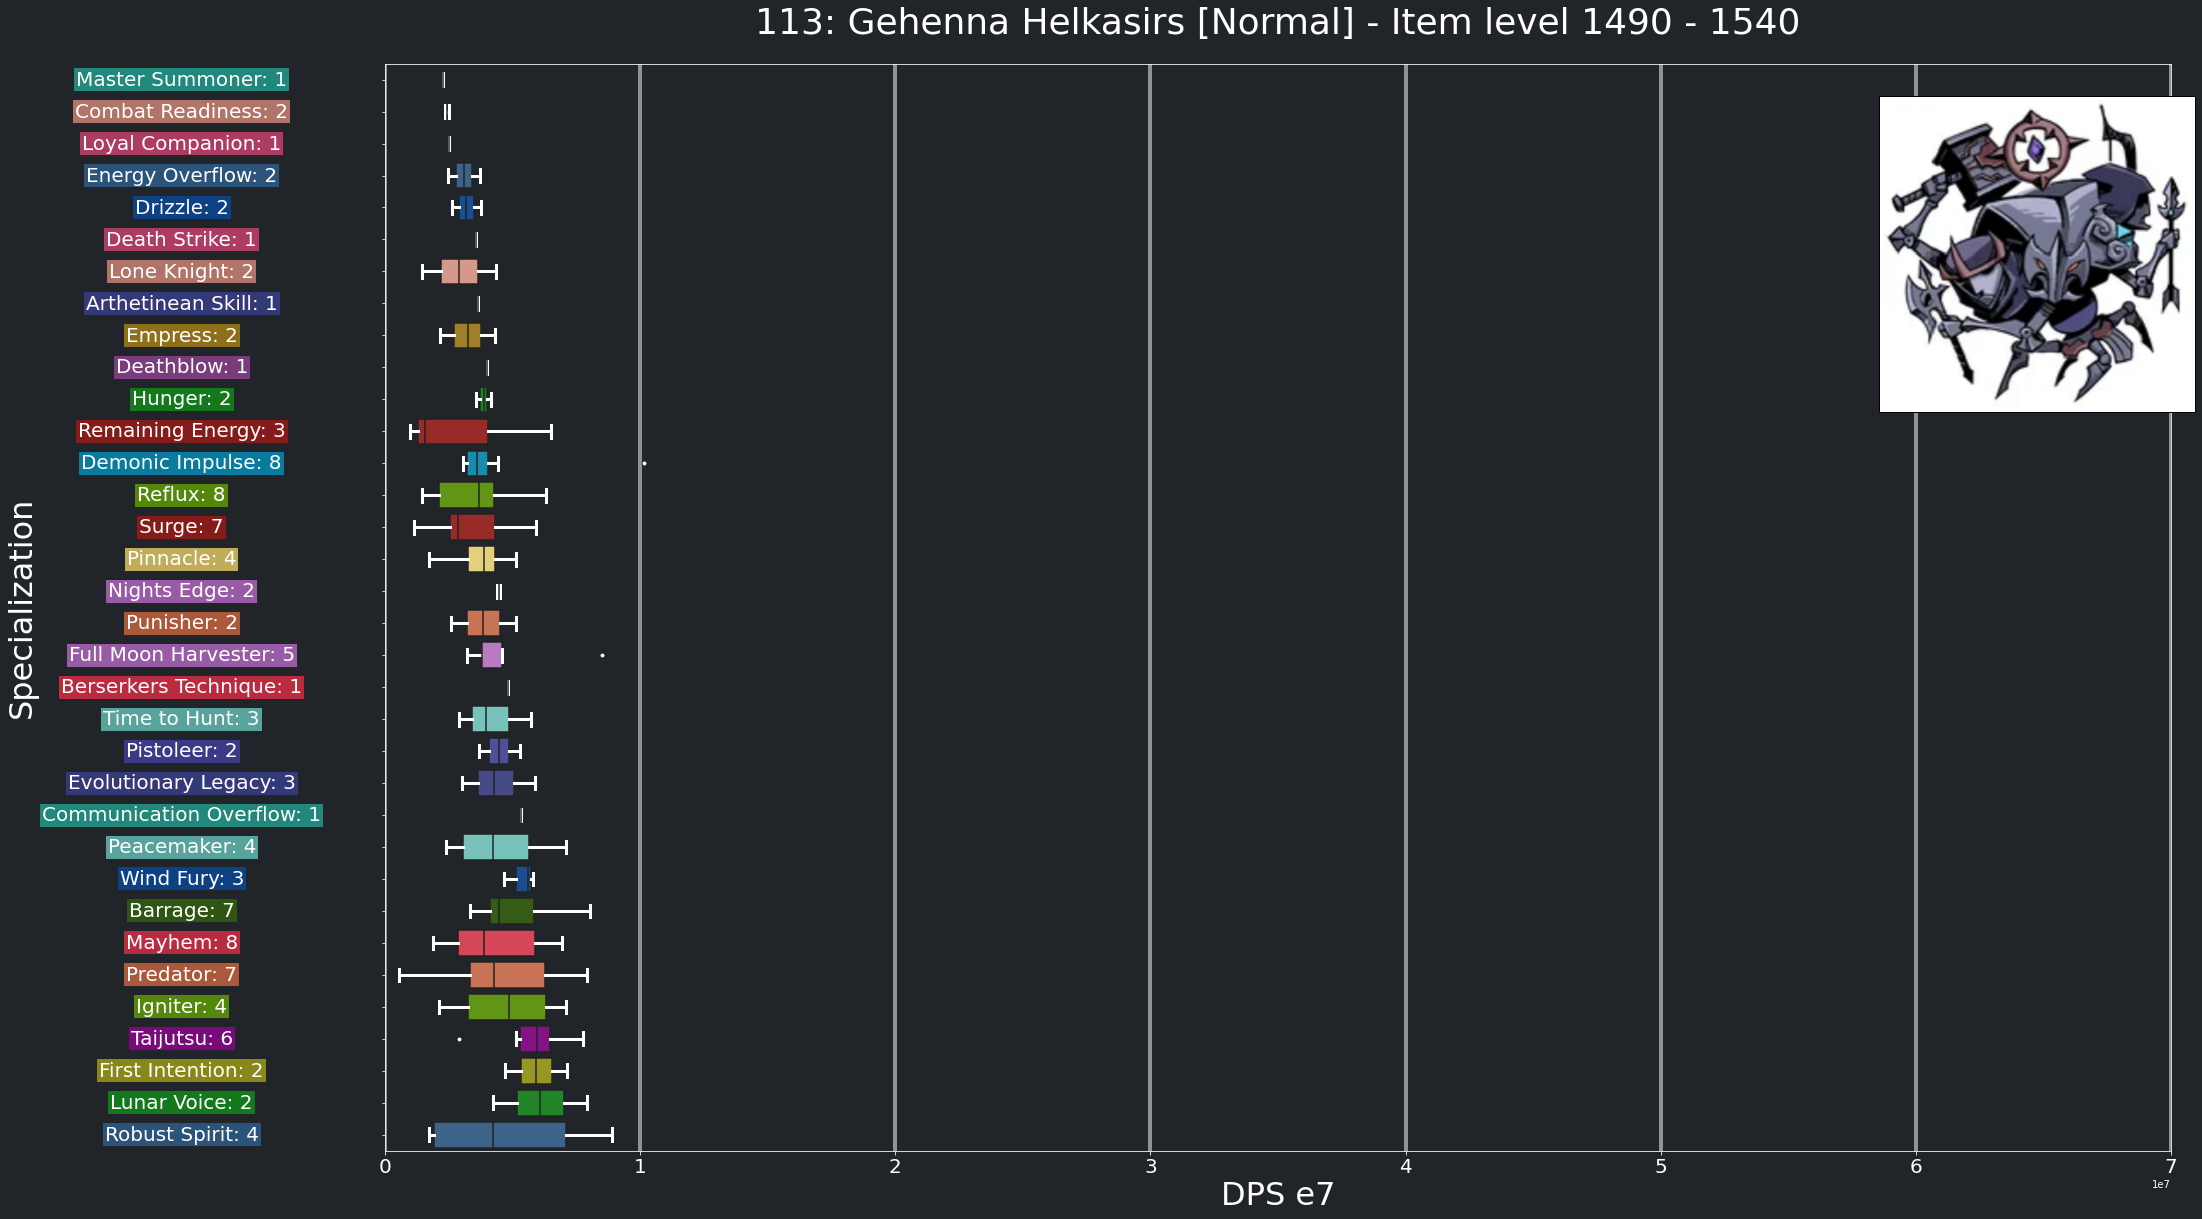 113: Gehenna Helkasirs [Normal] - Item level 1490 - 1540
Specialization
Master Summoner: 1
Combat Readiness: 2
Loyal Companion: 1
Energy Overflow: 2
Drizzle: 2
Death Strike: 1
Lone Knight: 2
Arthetinean Skill: 1
Empress: 2
Deathblow: 1
Hunger: 2
Remaining Energy: 3
Demonic Impulse: 8
Reflux: 8
Surge: 7
Pinnacle: 4
Nights Edge: 2
Punisher: 2
Full Moon Harvester: 5
Berserkers Technique: 1
Time to Hunt: 3
Pistoleer: 2
Evolutionary Legacy: 3
Communication Overflow: 1
Peacemaker: 4
Wind Fury: 3
Barrage: 7
Mayhem: 8
Predator: 7
Igniter: 4
Taijutsu: 6
First Intention: 2
Lunar Voice: 2
Robust Spirit: 4
0 1 2 3 4 5 6 7
1e7
DPS e7